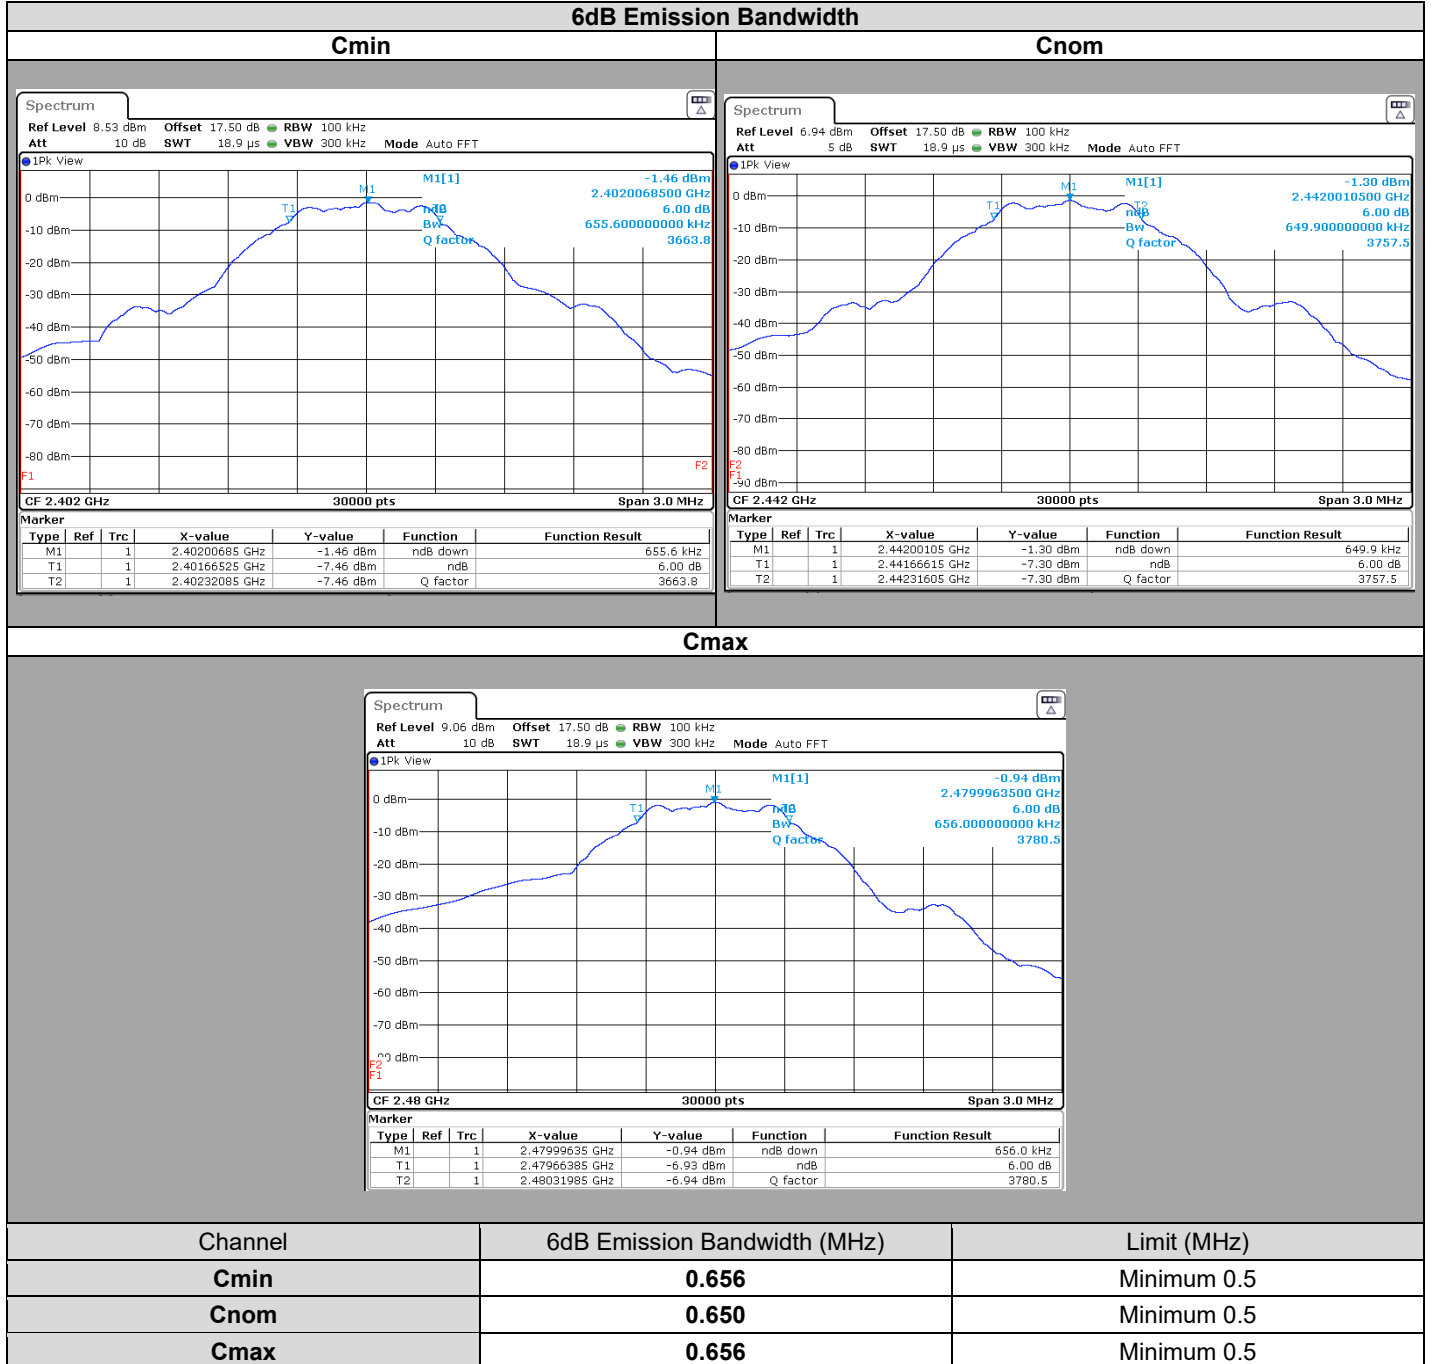 6dB Emission Bandwidth
Cmin
Cnom
Spectrum
Ref Level 8.53 dBm Offset 17.50 dB RBW 100 kHz
Att 10 dB SWT 18.9 µs VBW 300 kHz Mode Auto FFT
1Pk View
M1[1] -1.46 dBm
2.4020068500 GHz
ndB 6.00 dB
Bw 655.600000000 kHz
Q factor 3663.8
M1
T1
T2
0 dBm
-10 dBm
-20 dBm
-30 dBm
-40 dBm
-50 dBm
-60 dBm
-70 dBm
-80 dBm
F1
F2
CF 2.402 GHz 30000 pts Span 3.0 MHz
Marker
Type Ref Trc X-value Y-value Function Function Result
M1 1 2.40200685 GHz -1.46 dBm ndB down 655.6 kHz
T1 1 2.40166525 GHz -7.46 dBm ndB 6.00 dB
T2 1 2.40232085 GHz -7.46 dBm Q factor 3663.8
Spectrum
Ref Level 6.94 dBm Offset 17.50 dB RBW 100 kHz
Att 5 dB SWT 18.9 µs VBW 300 kHz Mode Auto FFT
1Pk View
M1[1] -1.30 dBm
2.4420010500 GHz
ndB 6.00 dB
Bw 649.900000000 kHz
Q factor 3757.5
M1
T1
T2
0 dBm
-10 dBm
-20 dBm
-30 dBm
-40 dBm
-50 dBm
-60 dBm
-70 dBm
-80 dBm
F2
F1
-90 dBm
CF 2.442 GHz 30000 pts Span 3.0 MHz
Marker
Type Ref Trc X-value Y-value Function Function Result
M1 1 2.44200105 GHz -1.30 dBm ndB down 649.9 kHz
T1 1 2.44166615 GHz -7.30 dBm ndB 6.00 dB
T2 1 2.44231605 GHz -7.30 dBm Q factor 3757.5
Cmax
Spectrum
Ref Level 9.06 dBm Offset 17.50 dB RBW 100 kHz
Att 10 dB SWT 18.9 µs VBW 300 kHz Mode Auto FFT
1Pk View
M1[1] -0.94 dBm
2.4799963500 GHz
ndB 6.00 dB
Bw 656.000000000 kHz
Q factor 3780.5
M1
T1
T2
0 dBm
-10 dBm
-20 dBm
-30 dBm
-40 dBm
-50 dBm
-60 dBm
-70 dBm
dBm
F2
F1
CF 2.48 GHz 30000 pts Span 3.0 MHz
Marker
Type Ref Trc X-value Y-value Function Function Result
M1 1 2.47999635 GHz -0.94 dBm ndB down 656.0 kHz
T1 1 2.47966385 GHz -6.93 dBm ndB 6.00 dB
T2 1 2.48031985 GHz -6.94 dBm Q factor 3780.5
Channel 6dB Emission Bandwidth (MHz) Limit (MHz)
Cmin 0.656 Minimum 0.5
Cnom 0.650 Minimum 0.5
Cmax 0.656 Minimum 0.5